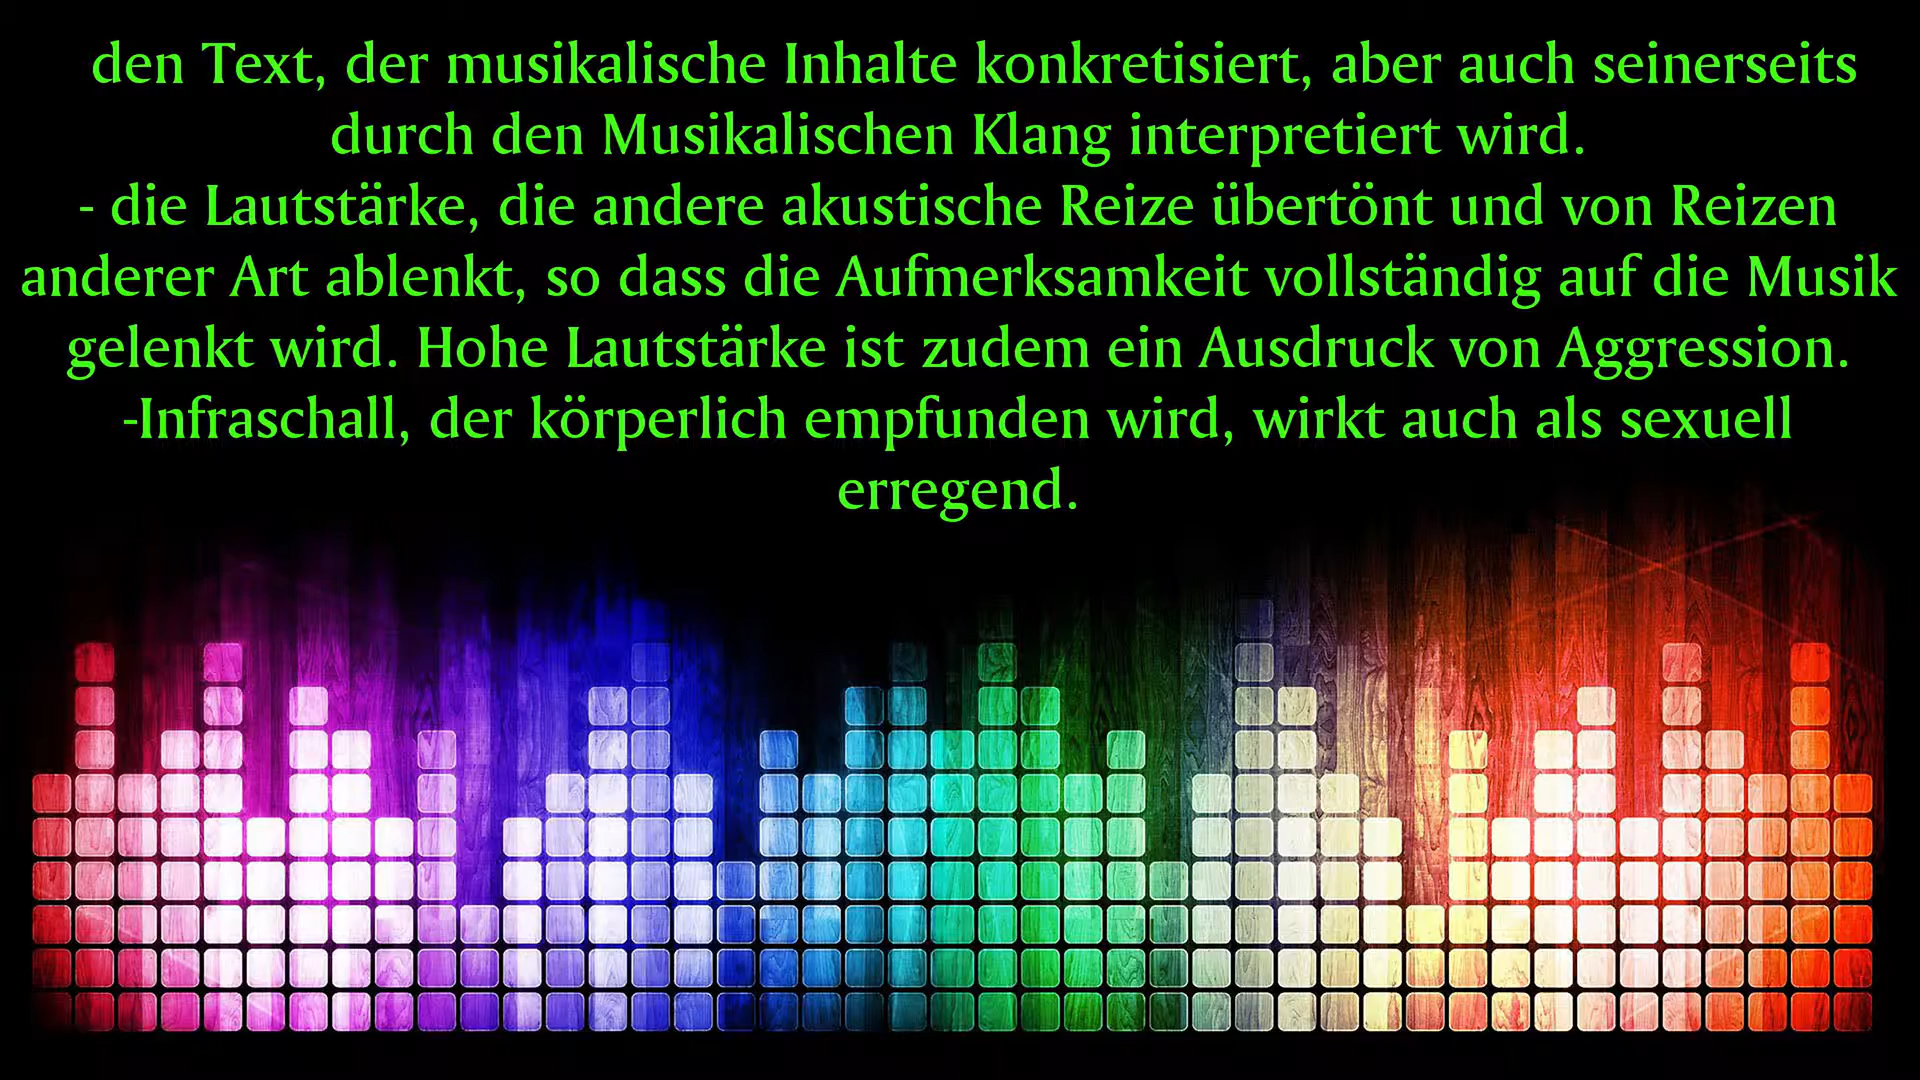 den Text, der musikalische Inhalte konkretisiert, aber auch seinerseits
durch den Musikalischen Klang interpretiert wird.
- die Lautstärke, die andere akustische Reize übertönt und von Reizen
anderer Art ablenkt, so dass die Aufmerksamkeit vollständig auf die Musik
gelenkt wird. Hohe Lautstärke ist zudem ein Ausdruck von Aggression.
-Infraschall, der körperlich empfunden wird, wirkt auch als sexuell
erregend.